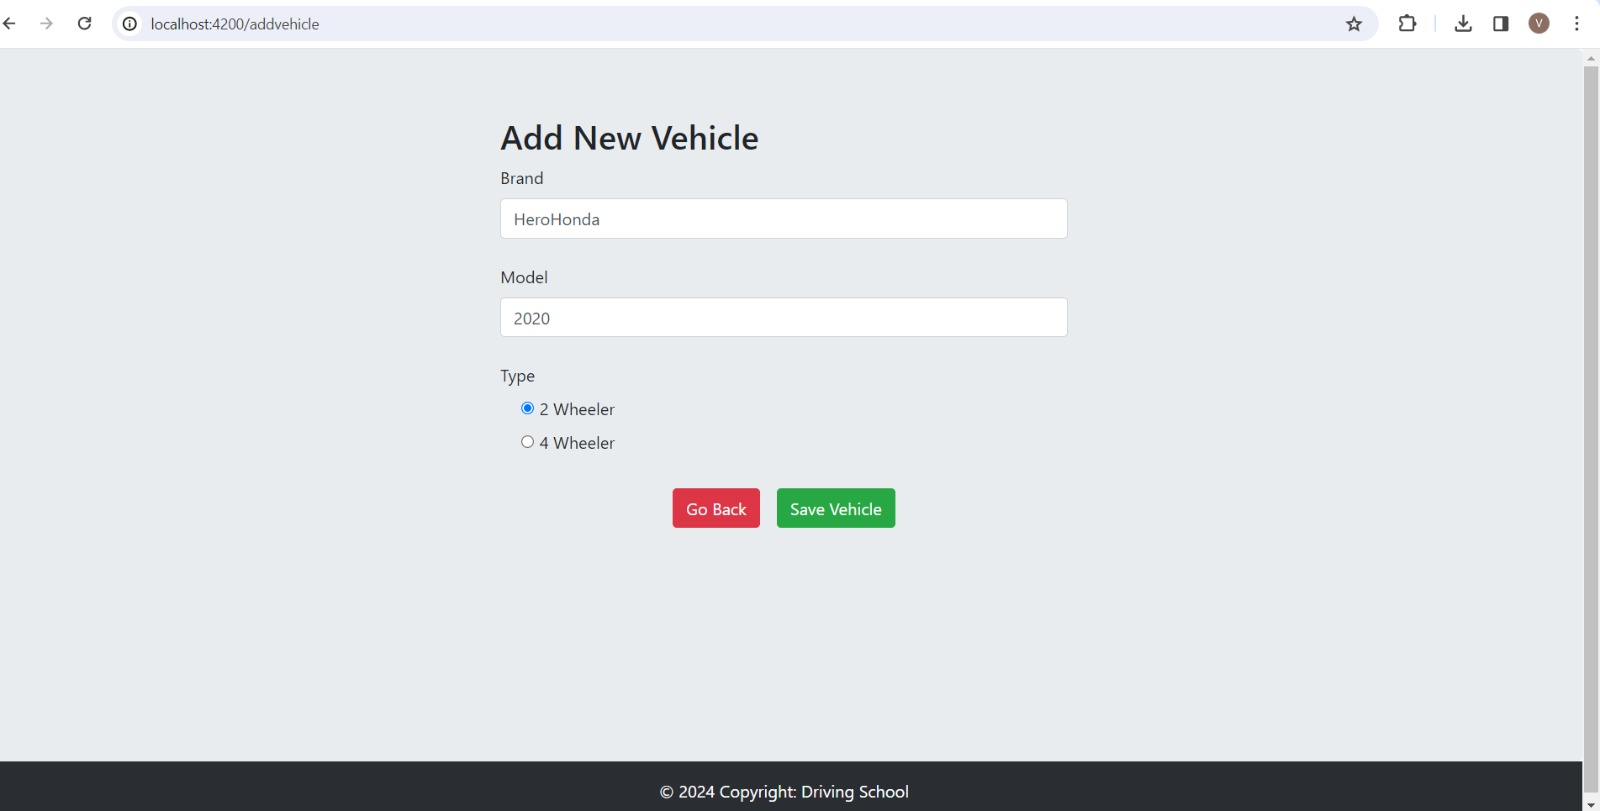 localhost:4200/addvehicle
V
Add New Vehicle
Brand
HeroHonda
Model
2020
Type
2 Wheeler
4 Wheeler
Go Back Save Vehicle
© 2024 Copyright: Driving School